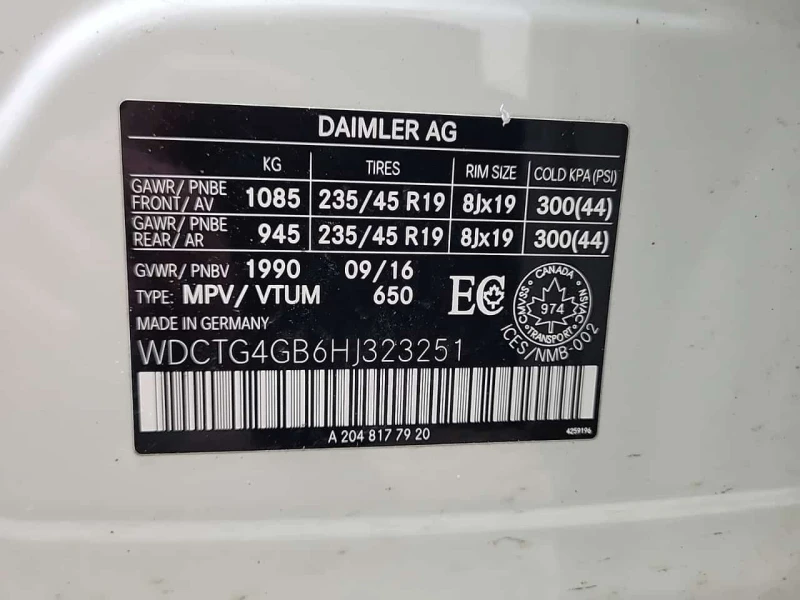 DAIMLER AG
KG TIRES RIM SIZE COLD KPA (PSI)
GAWR/ PNBE FRONT/ AV 1085 235/45 R19 8Jx19 300(44)
GAWR/ PNBE REAR/ AR 945 235/45 R19 8Jx19 300(44)
GVWR/ PNBV 1990 09/16
TYPE: MPV/ VTUM 650 EC
CANADA
974
TRANSPORT
CMVSS
NSVAC
ICES/NMB-002
MADE IN GERMANY
WDCTG4GB6HJ323251
A 204 817 79 20
4259196